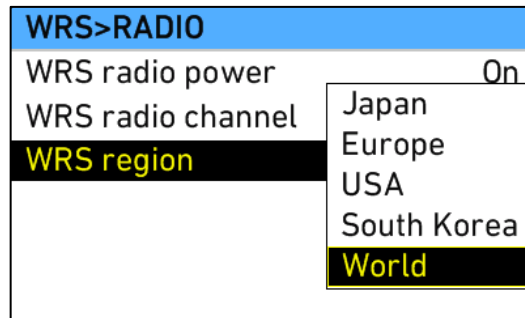 WRS>RADIO
WRS radio power On
WRS radio channel
WRS region
Japan
Europe
USA
South Korea
World